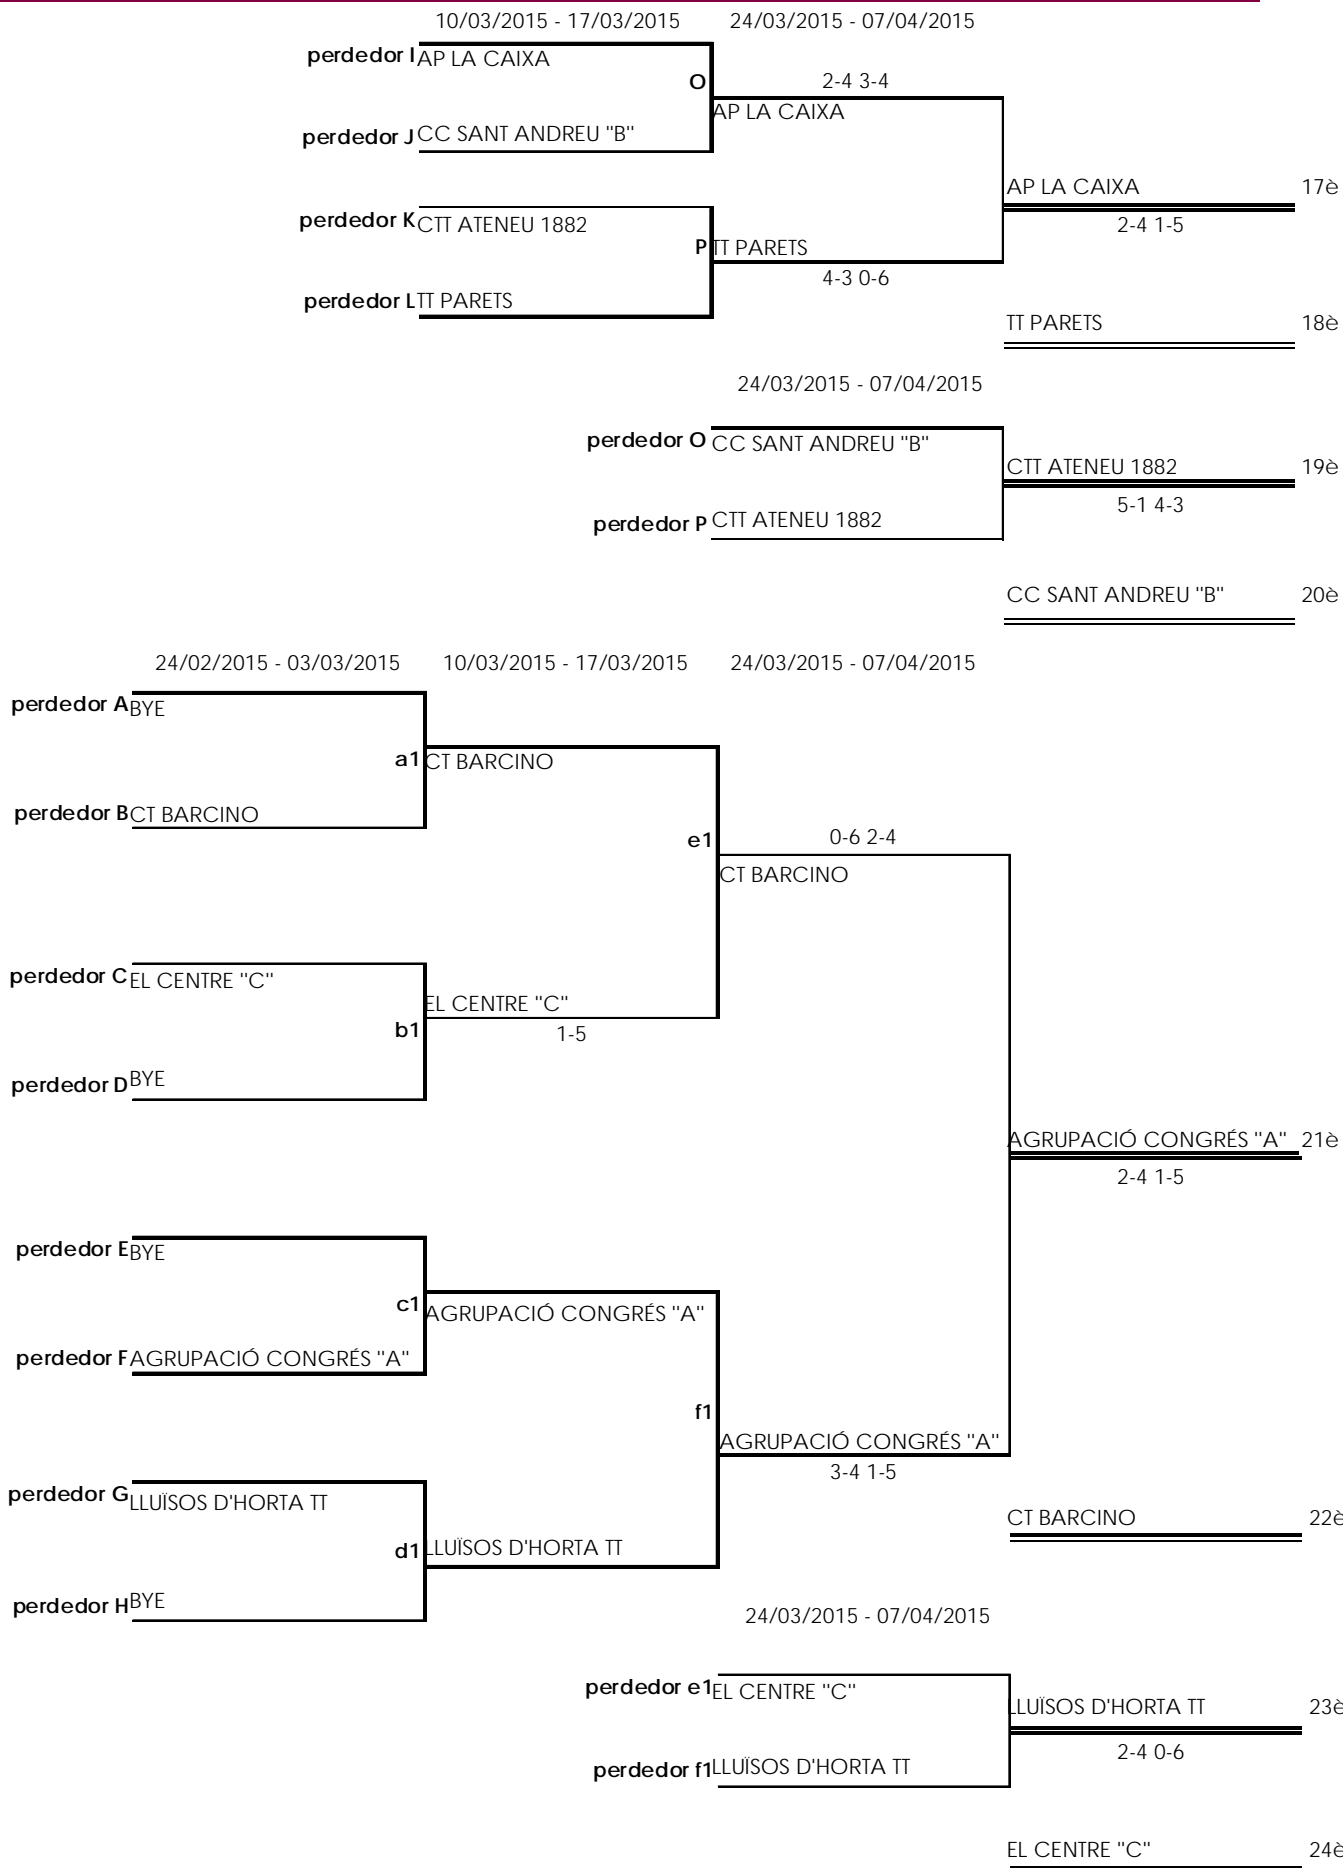 10/03/2015 - 17/03/2015 24/03/2015 - 07/04/2015
perdedor I AP LA CAIXA
O 2-4 3-4
AP LA CAIXA
perdedor J CC SANT ANDREU "B"
AP LA CAIXA 17è
perdedor K CTT ATENEU 1882
2-4 1-5
P TT PARETS
4-3 0-6
perdedor L TT PARETS
TT PARETS 18è
24/03/2015 - 07/04/2015
perdedor O CC SANT ANDREU "B"
CTT ATENEU 1882 19è
5-1 4-3
perdedor P CTT ATENEU 1882
CC SANT ANDREU "B" 20è
24/02/2015 - 03/03/2015 10/03/2015 - 17/03/2015 24/03/2015 - 07/04/2015
perdedor A BYE
a1 CT BARCINO
perdedor B CT BARCINO
e1 0-6 2-4
CT BARCINO
perdedor C EL CENTRE "C"
EL CENTRE "C"
b1 1-5
perdedor D BYE
AGRUPACIÓ CONGRÉS "A" 21è
2-4 1-5
perdedor E BYE
c1 AGRUPACIÓ CONGRÉS "A"
perdedor F AGRUPACIÓ CONGRÉS "A"
f1
AGRUPACIÓ CONGRÉS "A"
3-4 1-5
perdedor G LLUÏSOS D'HORTA TT
CT BARCINO 22è
d1 LLUÏSOS D'HORTA TT
perdedor H BYE
24/03/2015 - 07/04/2015
perdedor e1 EL CENTRE "C"
LLUÏSOS D'HORTA TT 23è
2-4 0-6
perdedor f1 LLUÏSOS D'HORTA TT
EL CENTRE "C" 24è